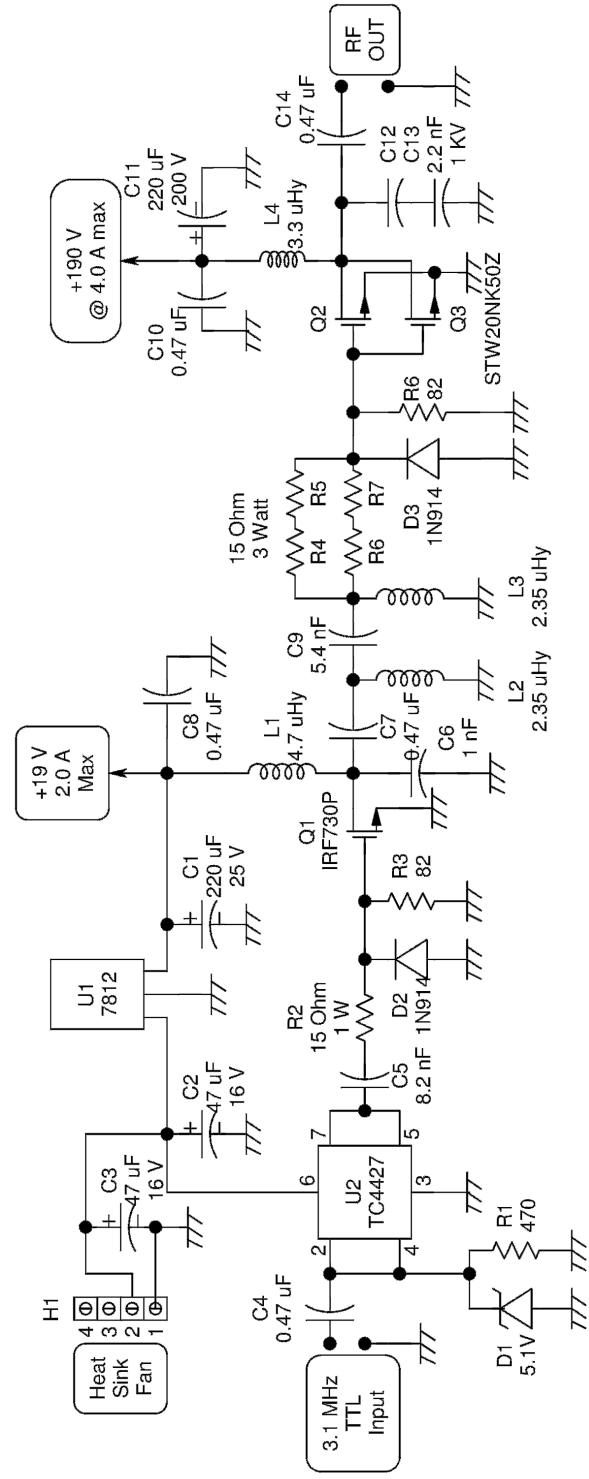 Heat
Sink
Fan
H1
4
3
2
1
C3
47 uF
16 V
C2
47 uF
16 V
U1
7812
C1
220 uF
25 V
+19 V
2.0 A
Max
C8
0.47 uF
L1
4.7 uHy
3.1 MHz
TTL
Input
C4
0.47 uF
D1
5.1V
R1
470
2
4
6
U2
TC4427
3
7
5
C5
8.2 nF
R2
15 Ohm
1 W
D2
1N914
R3
82
Q1
IRF730P
C6
1 nF
C7
0.47 uF
L2
2.35 uHy
C9
5.4 nF
L3
2.35 uHy
15 Ohm
3 Watt
R4
R5
R6
R7
D3
1N914
R6
82
Q2
Q3
STW20NK50Z
+190 V
@ 4.0 A max
C10
0.47 uF
C11
220 uF
200 V
L4
3.3 uHy
C14
0.47 uF
C12
C13
2.2 nF
1 KV
RF
OUT